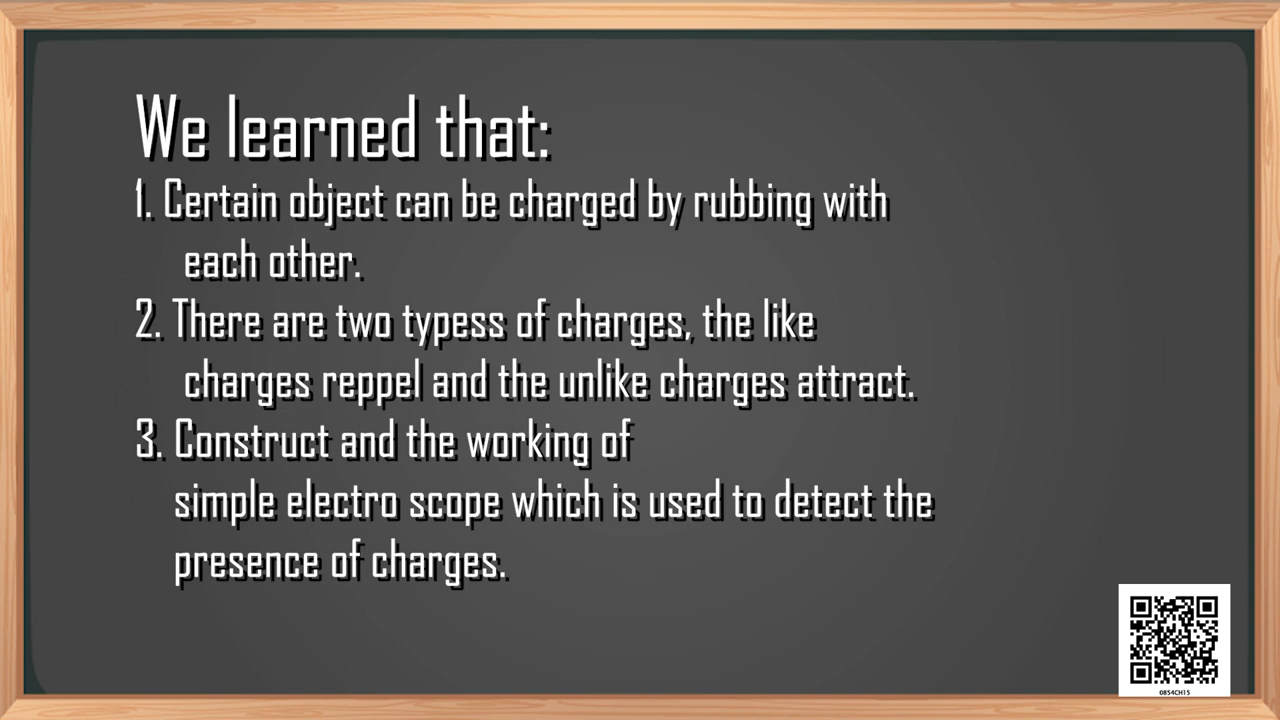 We learned that:
1. Certain object can be charged by rubbing with
each other.
2. There are two typess of charges, the like
charges reppel and the unlike charges attract.
3. Construct and the working of
simple electro scope which is used to detect the
presence of charges.
0854CH15